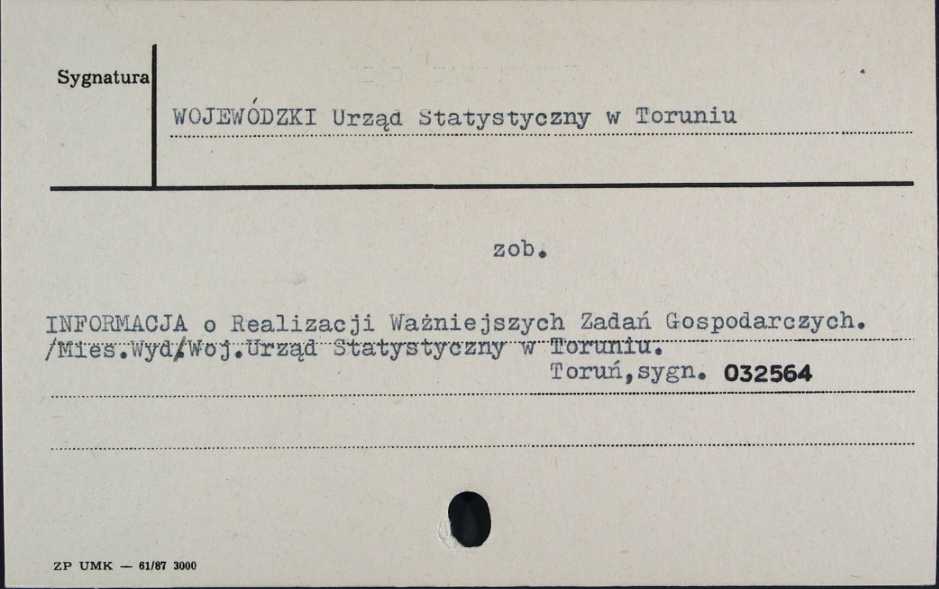 Sygnatura
WOJEWÓDZKI Urząd Statystyczny w Toruniu
zob.
INFORMACJA o Realizacji Ważniejszych Zadań Gospodarczych.
/Mies.Wyd/Woj.Urząd Statystyczny w Toruniu.
Toruń,sygn. 032564
ZP UMK — 61/87 3000